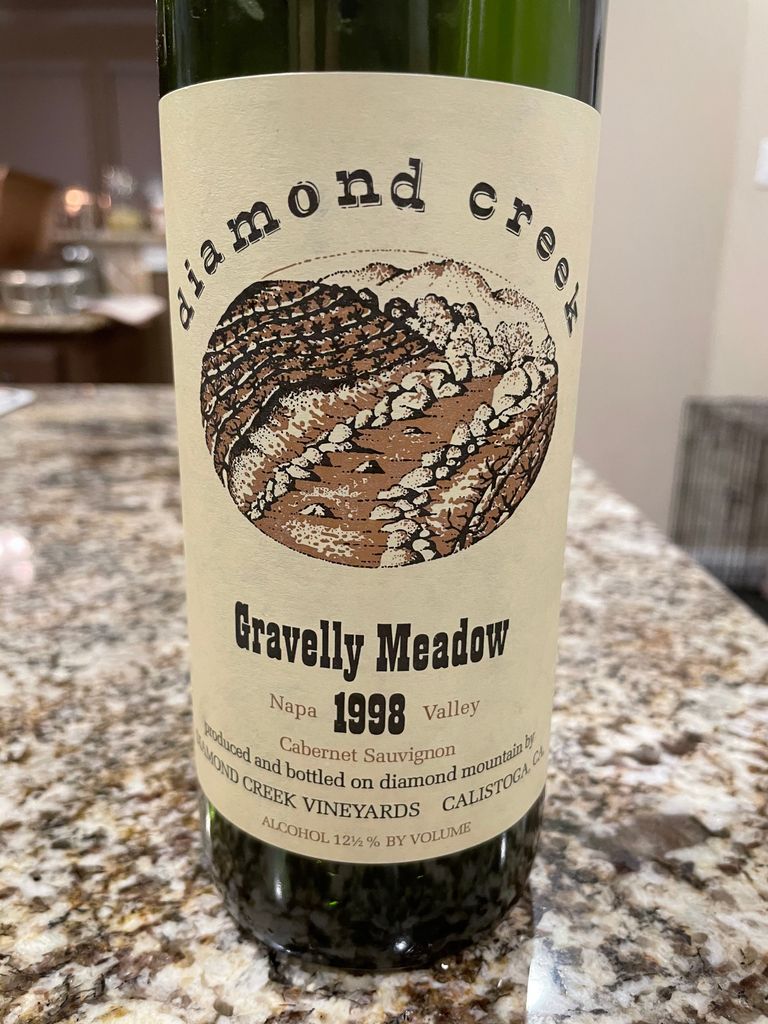 diamond creek
Gravelly Meadow
Napa 1998 Valley
Cabernet Sauvignon
produced and bottled on diamond mountain by
DIAMOND CREEK VINEYARDS CALISTOGA, CA.
ALCOHOL 12½ % BY VOLUME